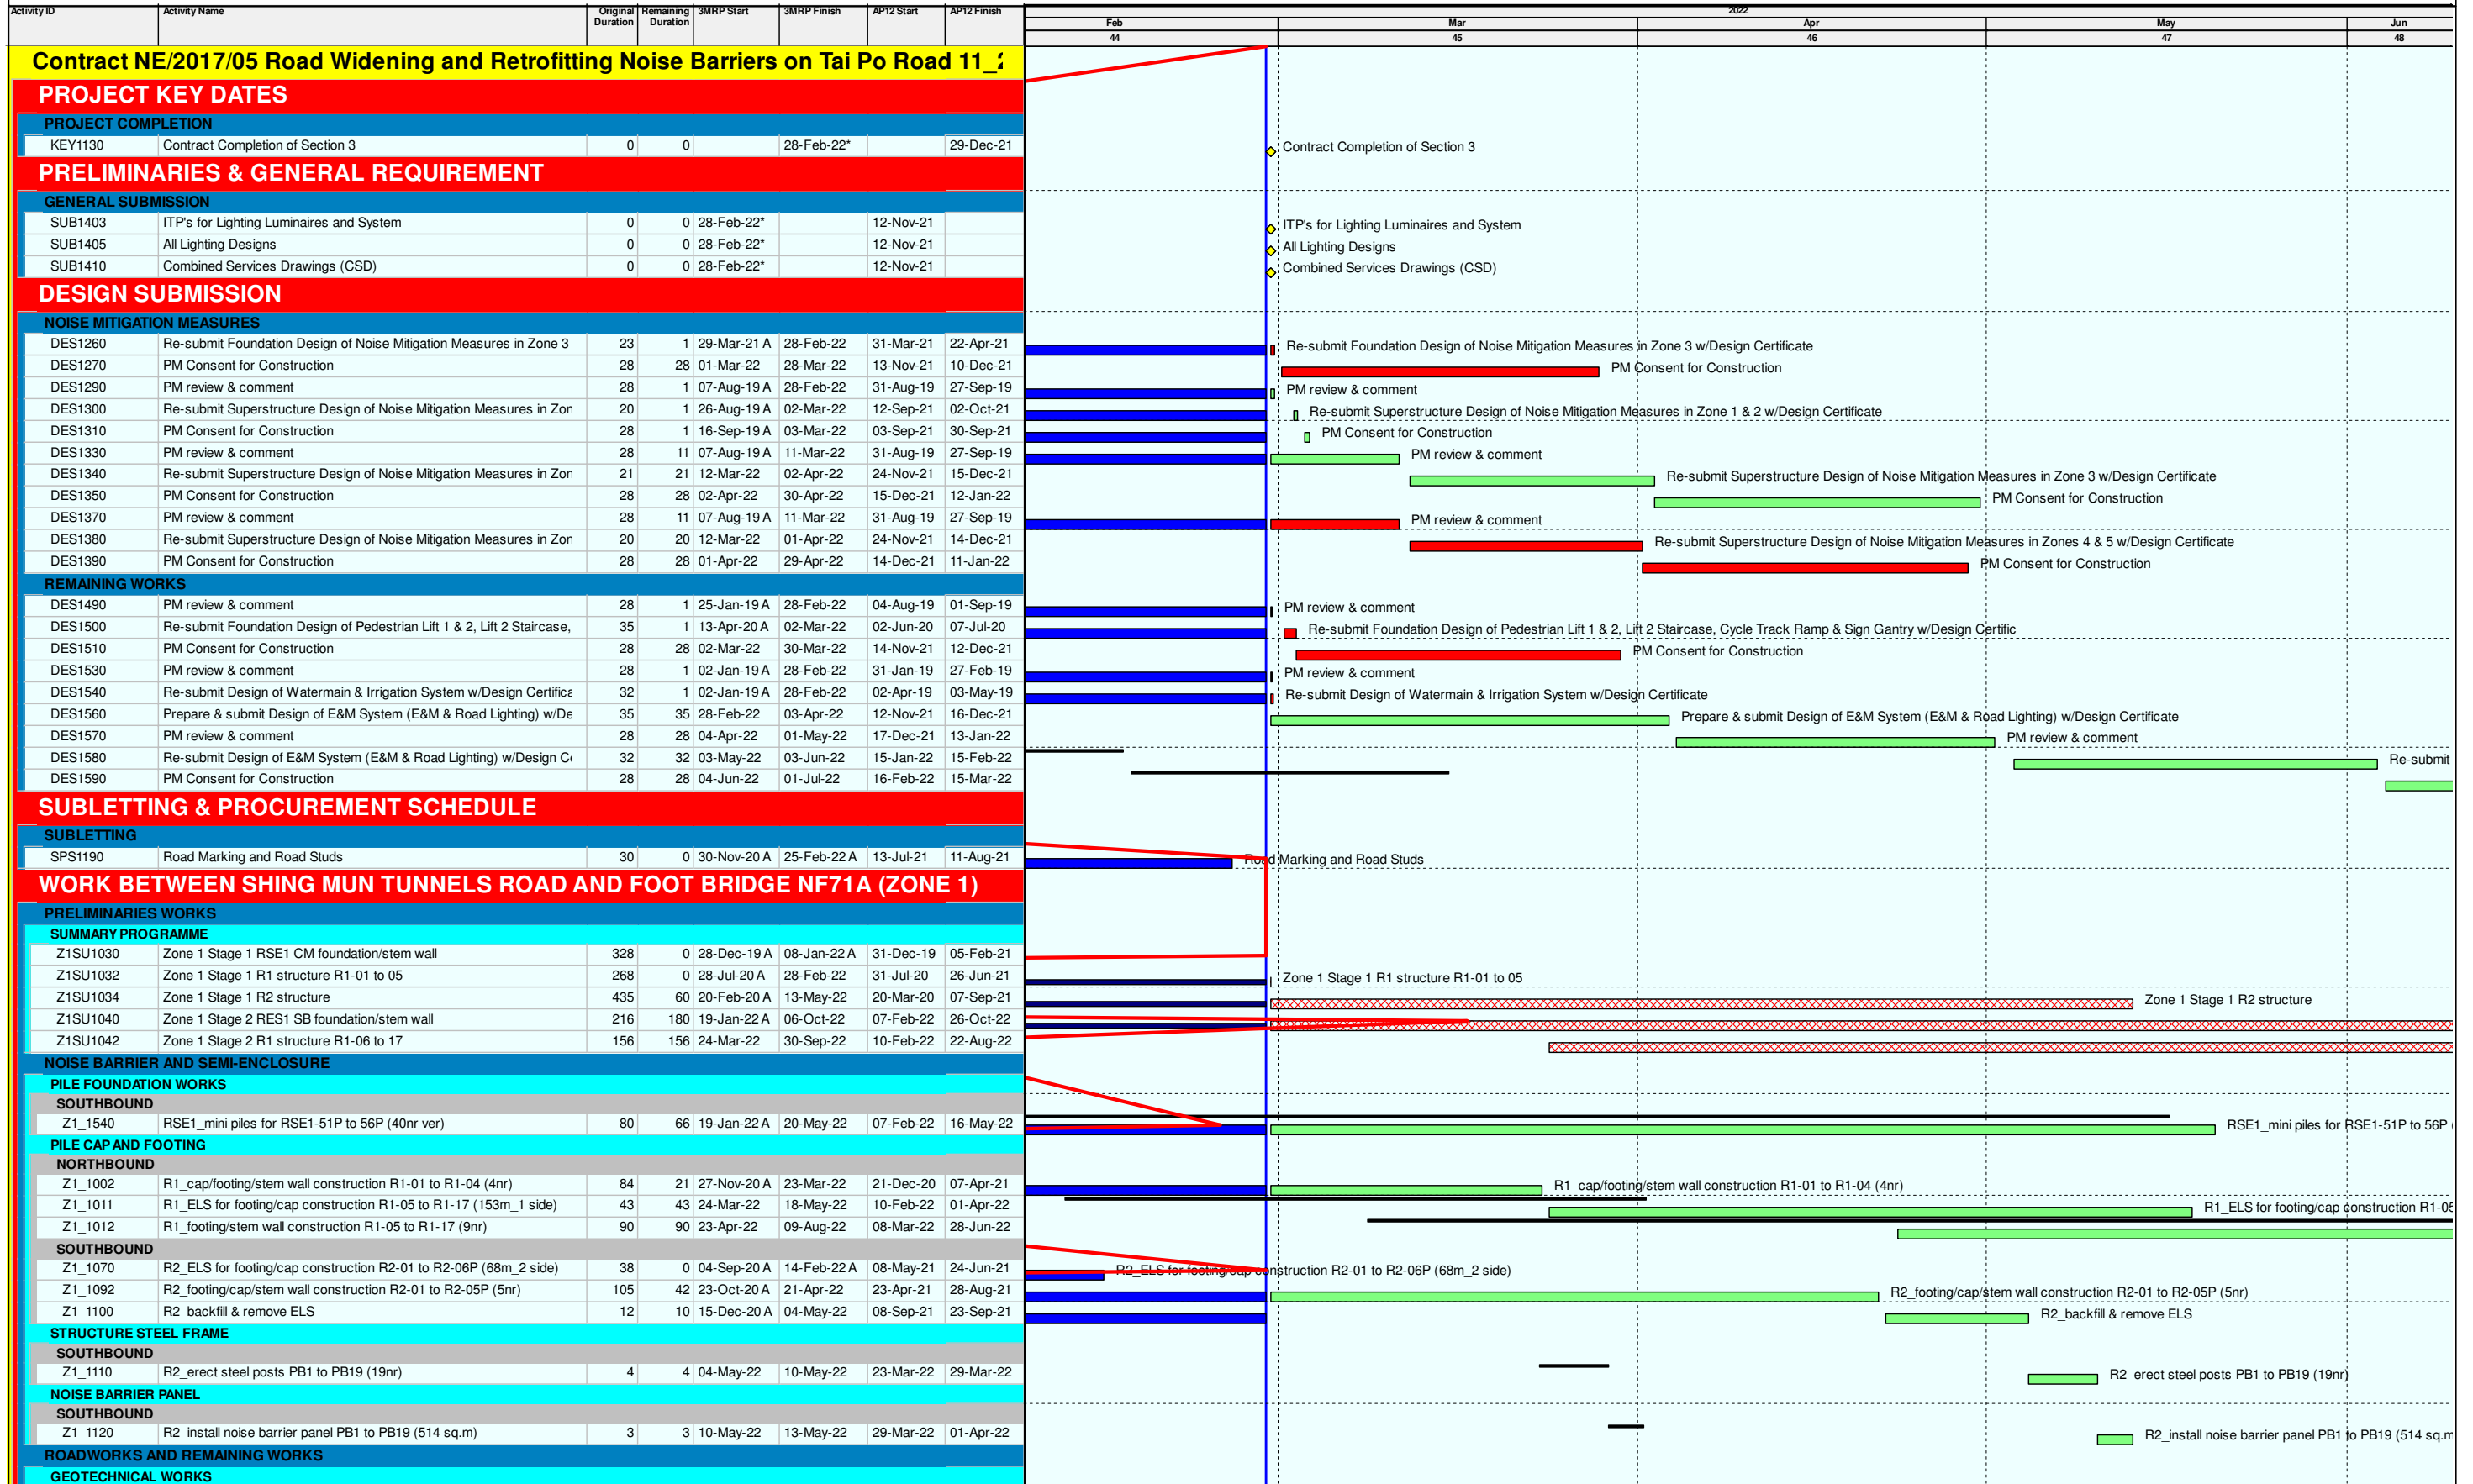 Activity ID Activity Name Original Duration Remaining Duration 3MRP Start 3MRP Finish AP12 Start AP12 Finish 2022
Feb Mar Apr May Jun
44 45 46 47 48
Contract NE/2017/05 Road Widening and Retrofitting Noise Barriers on Tai Po Road 11_
PROJECT KEY DATES
PROJECT COMPLETION
KEY1130 Contract Completion of Section 3 0 0 28-Feb-22* 29-Dec-21 Contract Completion of Section 3
PRELIMINARIES & GENERAL REQUIREMENT
GENERAL SUBMISSION
SUB1403 ITP's for Lighting Luminaires and System 0 0 28-Feb-22* 12-Nov-21 ITP's for Lighting Luminaires and System
SUB1405 All Lighting Designs 0 0 28-Feb-22* 12-Nov-21 All Lighting Designs
SUB1410 Combined Services Drawings (CSD) 0 0 28-Feb-22* 12-Nov-21 Combined Services Drawings (CSD)
DESIGN SUBMISSION
NOISE MITIGATION MEASURES
DES1260 Re-submit Foundation Design of Noise Mitigation Measures in Zone 3 23 1 29-Mar-21 A 28-Feb-22 31-Mar-21 22-Apr-21 Re-submit Foundation Design of Noise Mitigation Measures in Zone 3 w/Design Certificate
DES1270 PM Consent for Construction 28 28 01-Mar-22 28-Mar-22 13-Nov-21 10-Dec-21 PM Consent for Construction
DES1290 PM review & comment 28 1 07-Aug-19 A 28-Feb-22 31-Aug-19 27-Sep-19 PM review & comment
DES1300 Re-submit Superstructure Design of Noise Mitigation Measures in Zon 20 1 26-Aug-19 A 02-Mar-22 12-Sep-21 02-Oct-21 Re-submit Superstructure Design of Noise Mitigation Measures in Zone 1 & 2 w/Design Certificate
DES1310 PM Consent for Construction 28 1 16-Sep-19 A 03-Mar-22 03-Sep-21 30-Sep-21 PM Consent for Construction
DES1330 PM review & comment 28 11 07-Aug-19 A 11-Mar-22 31-Aug-19 27-Sep-19 PM review & comment
DES1340 Re-submit Superstructure Design of Noise Mitigation Measures in Zon 21 21 12-Mar-22 02-Apr-22 24-Nov-21 15-Dec-21 Re-submit Superstructure Design of Noise Mitigation Measures in Zone 3 w/Design Certificate
DES1350 PM Consent for Construction 28 28 02-Apr-22 30-Apr-22 15-Dec-21 12-Jan-22 PM Consent for Construction
DES1370 PM review & comment 28 11 07-Aug-19 A 11-Mar-22 31-Aug-19 27-Sep-19 PM review & comment
DES1380 Re-submit Superstructure Design of Noise Mitigation Measures in Zon 20 20 12-Mar-22 01-Apr-22 24-Nov-21 14-Dec-21 Re-submit Superstructure Design of Noise Mitigation Measures in Zones 4 & 5 w/Design Certificate
DES1390 PM Consent for Construction 28 28 01-Apr-22 29-Apr-22 14-Dec-21 11-Jan-22 PM Consent for Construction
REMAINING WORKS
DES1490 PM review & comment 28 1 25-Jan-19 A 28-Feb-22 04-Aug-19 01-Sep-19 PM review & comment
DES1500 Re-submit Foundation Design of Pedestrian Lift 1 & 2, Lift 2 Staircase, 35 1 13-Apr-20 A 02-Mar-22 02-Jun-20 07-Jul-20 Re-submit Foundation Design of Pedestrian Lift 1 & 2, Lift 2 Staircase, Cycle Track Ramp & Sign Gantry w/Design Certific
DES1510 PM Consent for Construction 28 28 02-Mar-22 30-Mar-22 14-Nov-21 12-Dec-21 PM Consent for Construction
DES1530 PM review & comment 28 1 02-Jan-19 A 28-Feb-22 31-Jan-19 27-Feb-19 PM review & comment
DES1540 Re-submit Design of Watermain & Irrigation System w/Design Certifica 32 1 02-Jan-19 A 28-Feb-22 02-Apr-19 03-May-19 Re-submit Design of Watermain & Irrigation System w/Design Certificate
DES1560 Prepare & submit Design of E&M System (E&M & Road Lighting) w/De 35 35 28-Feb-22 03-Apr-22 12-Nov-21 16-Dec-21 Prepare & submit Design of E&M System (E&M & Road Lighting) w/Design Certificate
DES1570 PM review & comment 28 28 04-Apr-22 01-May-22 17-Dec-21 13-Jan-22 PM review & comment
DES1580 Re-submit Design of E&M System (E&M & Road Lighting) w/Design Ce 32 32 03-May-22 03-Jun-22 15-Jan-22 15-Feb-22 Re-submit
DES1590 PM Consent for Construction 28 28 04-Jun-22 01-Jul-22 16-Feb-22 15-Mar-22
SUBLETTING & PROCUREMENT SCHEDULE
SUBLETTING
SPS1190 Road Marking and Road Studs 30 0 30-Nov-20 A 25-Feb-22 A 13-Jul-21 11-Aug-21 Road Marking and Road Studs
WORK BETWEEN SHING MUN TUNNELS ROAD AND FOOT BRIDGE NF71A (ZONE 1)
PRELIMINARIES WORKS
SUMMARY PROGRAMME
Z1SU1030 Zone 1 Stage 1 RSE1 CM foundation/stem wall 328 0 28-Dec-19 A 08-Jan-22 A 31-Dec-19 05-Feb-21
Z1SU1032 Zone 1 Stage 1 R1 structure R1-01 to 05 268 0 28-Jul-20 A 28-Feb-22 31-Jul-20 26-Jun-21 Zone 1 Stage 1 R1 structure R1-01 to 05
Z1SU1034 Zone 1 Stage 1 R2 structure 435 60 20-Feb-20 A 13-May-22 20-Mar-20 07-Sep-21 Zone 1 Stage 1 R2 structure
Z1SU1040 Zone 1 Stage 2 RES1 SB foundation/stem wall 216 180 19-Jan-22 A 06-Oct-22 07-Feb-22 26-Oct-22
Z1SU1042 Zone 1 Stage 2 R1 structure R1-06 to 17 156 156 24-Mar-22 30-Sep-22 10-Feb-22 22-Aug-22
NOISE BARRIER AND SEMI-ENCLOSURE
PILE FOUNDATION WORKS
SOUTHBOUND
Z1_1540 RSE1_mini piles for RSE1-51P to 56P (40nr ver) 80 66 19-Jan-22 A 20-May-22 07-Feb-22 16-May-22 RSE1_mini piles for RSE1-51P to 56P (
PILE CAP AND FOOTING
NORTHBOUND
Z1_1002 R1_cap/footing/stem wall construction R1-01 to R1-04 (4nr) 84 21 27-Nov-20 A 23-Mar-22 21-Dec-20 07-Apr-21 R1_cap/footing/stem wall construction R1-01 to R1-04 (4nr)
Z1_1011 R1_ELS for footing/cap construction R1-05 to R1-17 (153m_1 side) 43 43 24-Mar-22 18-May-22 10-Feb-22 01-Apr-22 R1_ELS for footing/cap construction R1-05
Z1_1012 R1_footing/stem wall construction R1-05 to R1-17 (9nr) 90 90 23-Apr-22 09-Aug-22 08-Mar-22 28-Jun-22
SOUTHBOUND
Z1_1070 R2_ELS for footing/cap construction R2-01 to R2-06P (68m_2 side) 38 0 04-Sep-20 A 14-Feb-22 A 08-May-21 24-Jun-21 R2_ELS for footing/cap construction R2-01 to R2-06P (68m_2 side)
Z1_1092 R2_footing/cap/stem wall construction R2-01 to R2-05P (5nr) 105 42 23-Oct-20 A 21-Apr-22 23-Apr-21 28-Aug-21 R2_footing/cap/stem wall construction R2-01 to R2-05P (5nr)
Z1_1100 R2_backfill & remove ELS 12 10 15-Dec-20 A 04-May-22 08-Sep-21 23-Sep-21 R2_backfill & remove ELS
STRUCTURE STEEL FRAME
SOUTHBOUND
Z1_1110 R2_erect steel posts PB1 to PB19 (19nr) 4 4 04-May-22 10-May-22 23-Mar-22 29-Mar-22 R2_erect steel posts PB1 to PB19 (19nr)
NOISE BARRIER PANEL
SOUTHBOUND
Z1_1120 R2_install noise barrier panel PB1 to PB19 (514 sq.m) 3 3 10-May-22 13-May-22 29-Mar-22 01-Apr-22 R2_install noise barrier panel PB1 to PB19 (514 sq.m
ROADWORKS AND REMAINING WORKS
GEOTECHNICAL WORKS